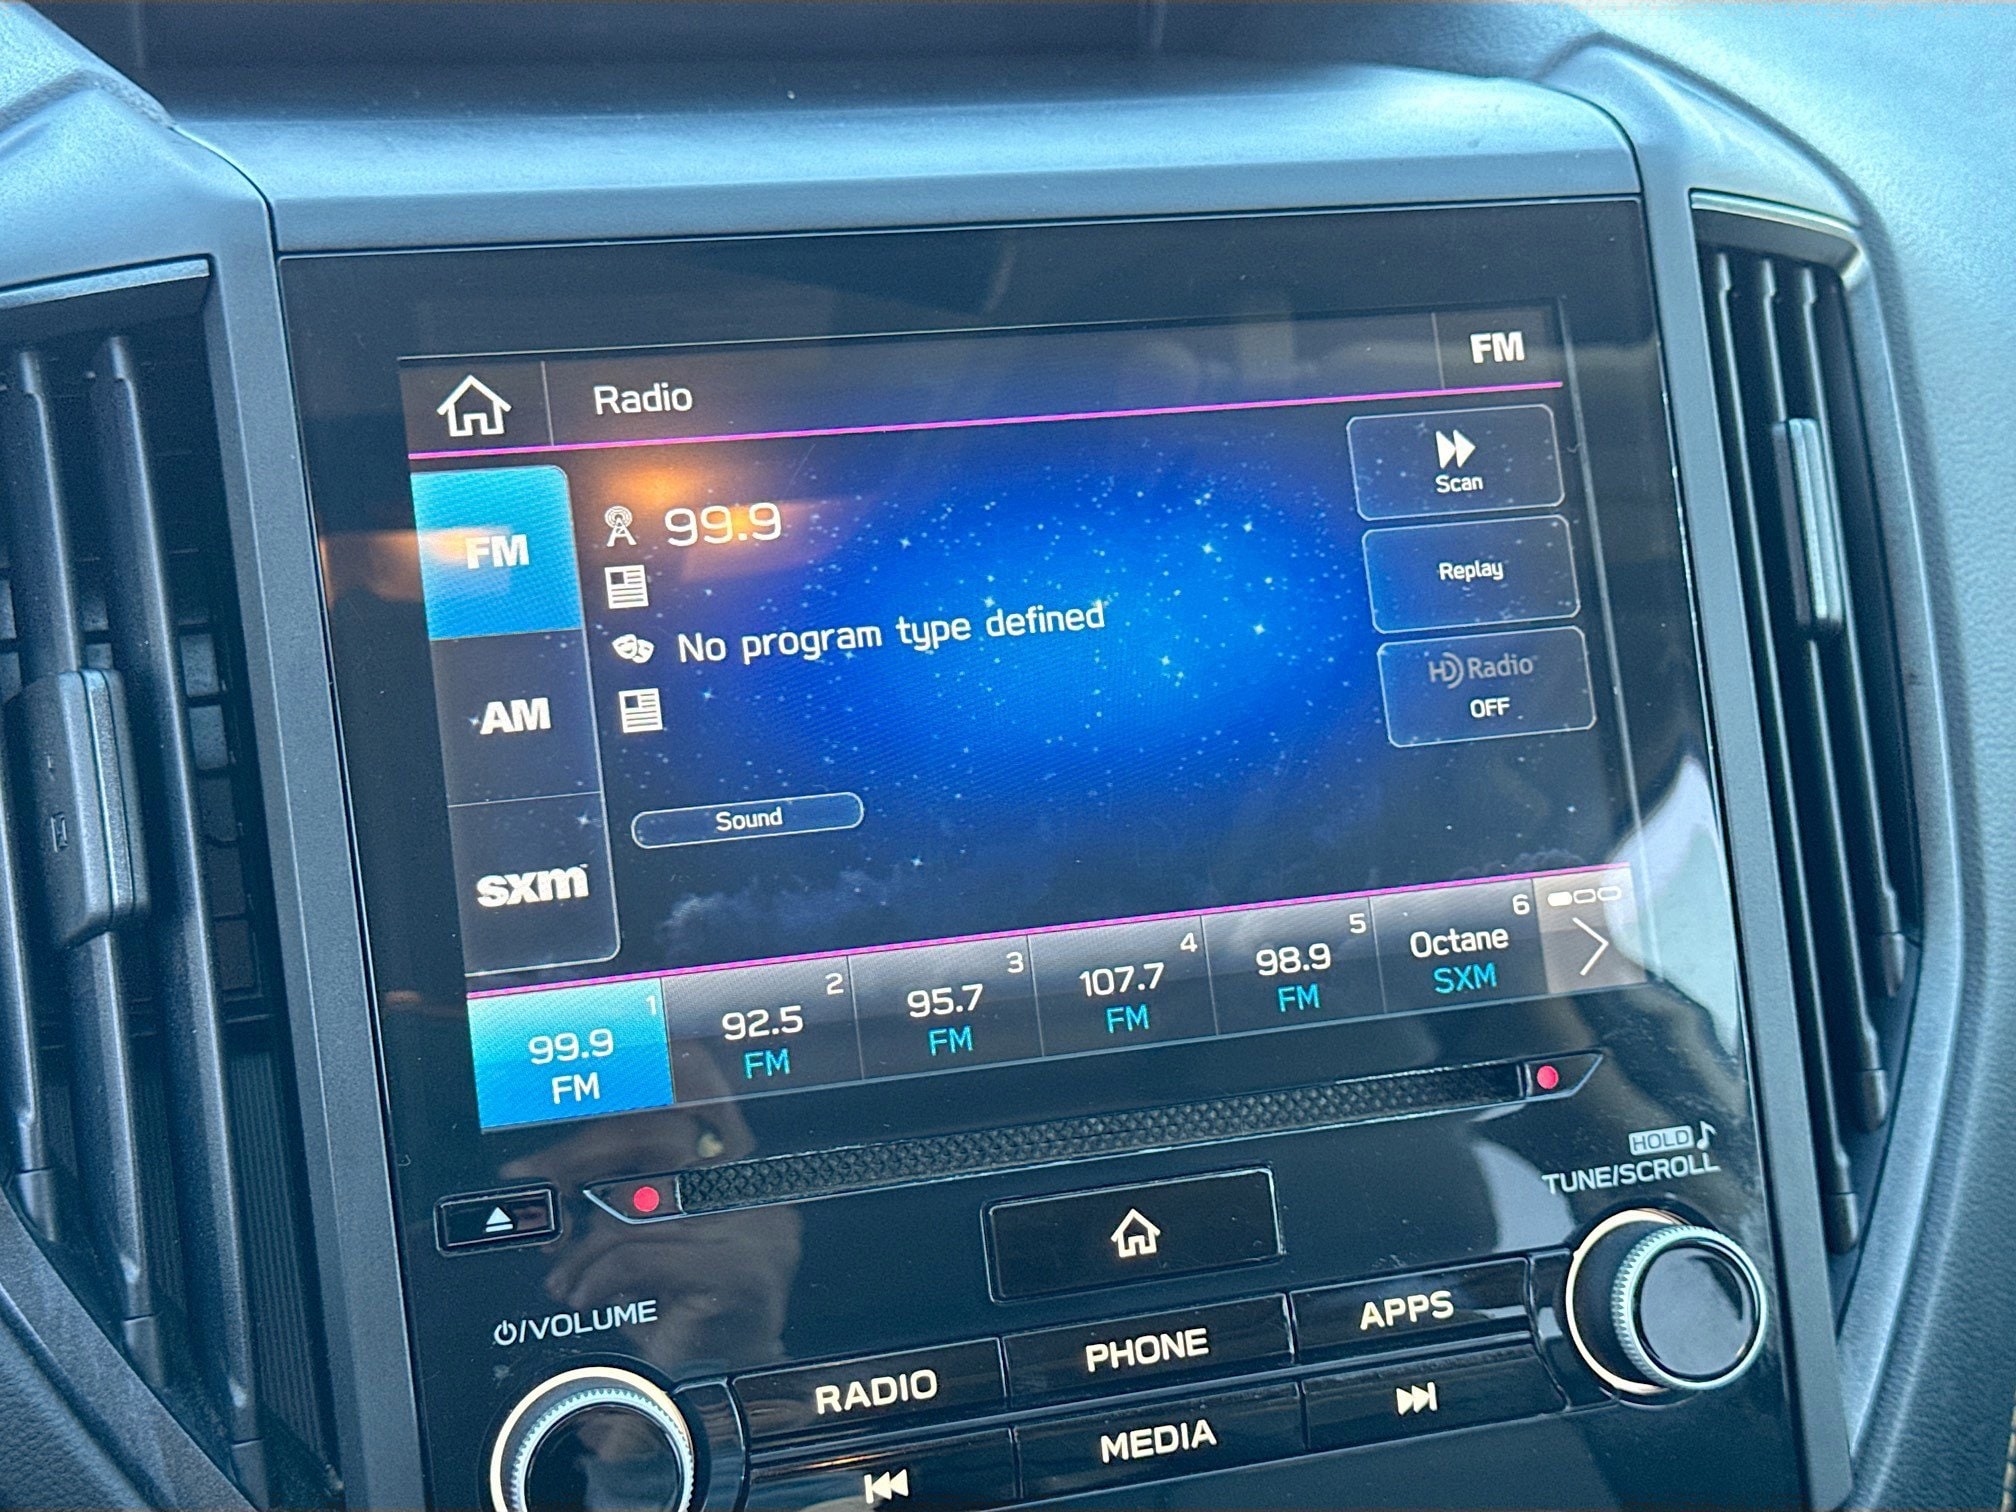 Radio
FM
FM
AM
sxm
99.9
No program type defined
Sound
Scan
Replay
HD Radio
OFF
1
99.9
FM
2
92.5
FM
3
95.7
FM
4
107.7
FM
5
98.9
FM
6
Octane
SXM
HOLD
TUNE/SCROLL
/VOLUME
RADIO
PHONE
APPS
MEDIA